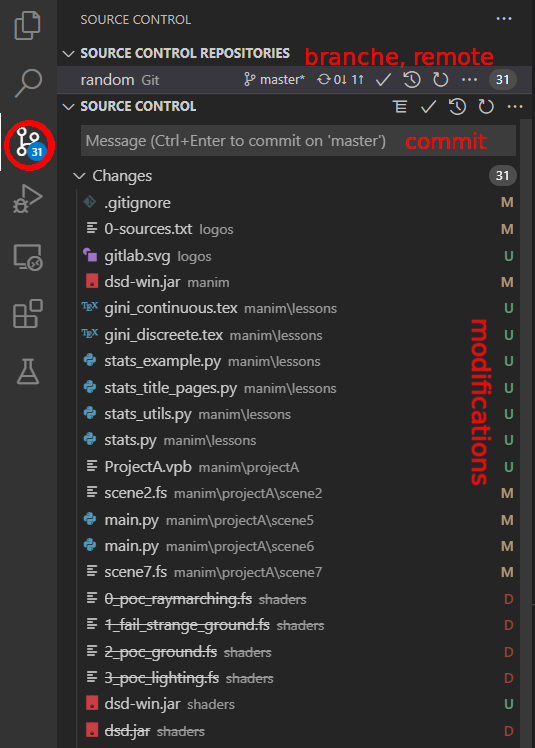 SOURCE CONTROL ...
SOURCE CONTROL REPOSITORIES branche, remote
random Git master* 0↓ 1↑ ... 31
SOURCE CONTROL ...
Message (Ctrl+Enter to commit on 'master') commit
31
Changes 31
.gitignore M
0-sources.txt logos M
gitlab.svg logos U
dsd-win.jar manim M
TEX gini_continuous.tex manim\lessons U
TEX gini_discreete.tex manim\lessons U
stats_example.py manim\lessons U
stats_title_pages.py manim\lessons U
stats_utils.py manim\lessons U
stats.py manim\lessons U
modifications
ProjectA.vpb manim\projectA U
scene2.fs manim\projectA\scene2 M
main.py manim\projectA\scene5 M
main.py manim\projectA\scene6 M
scene7.fs manim\projectA\scene7 M
0_poc_raymarching.fs shaders D
1_fail_strange_ground.fs shaders D
2_poc_ground.fs shaders D
3_poc_lighting.fs shaders D
dsd-win.jar shaders U
dsd.jar shaders D